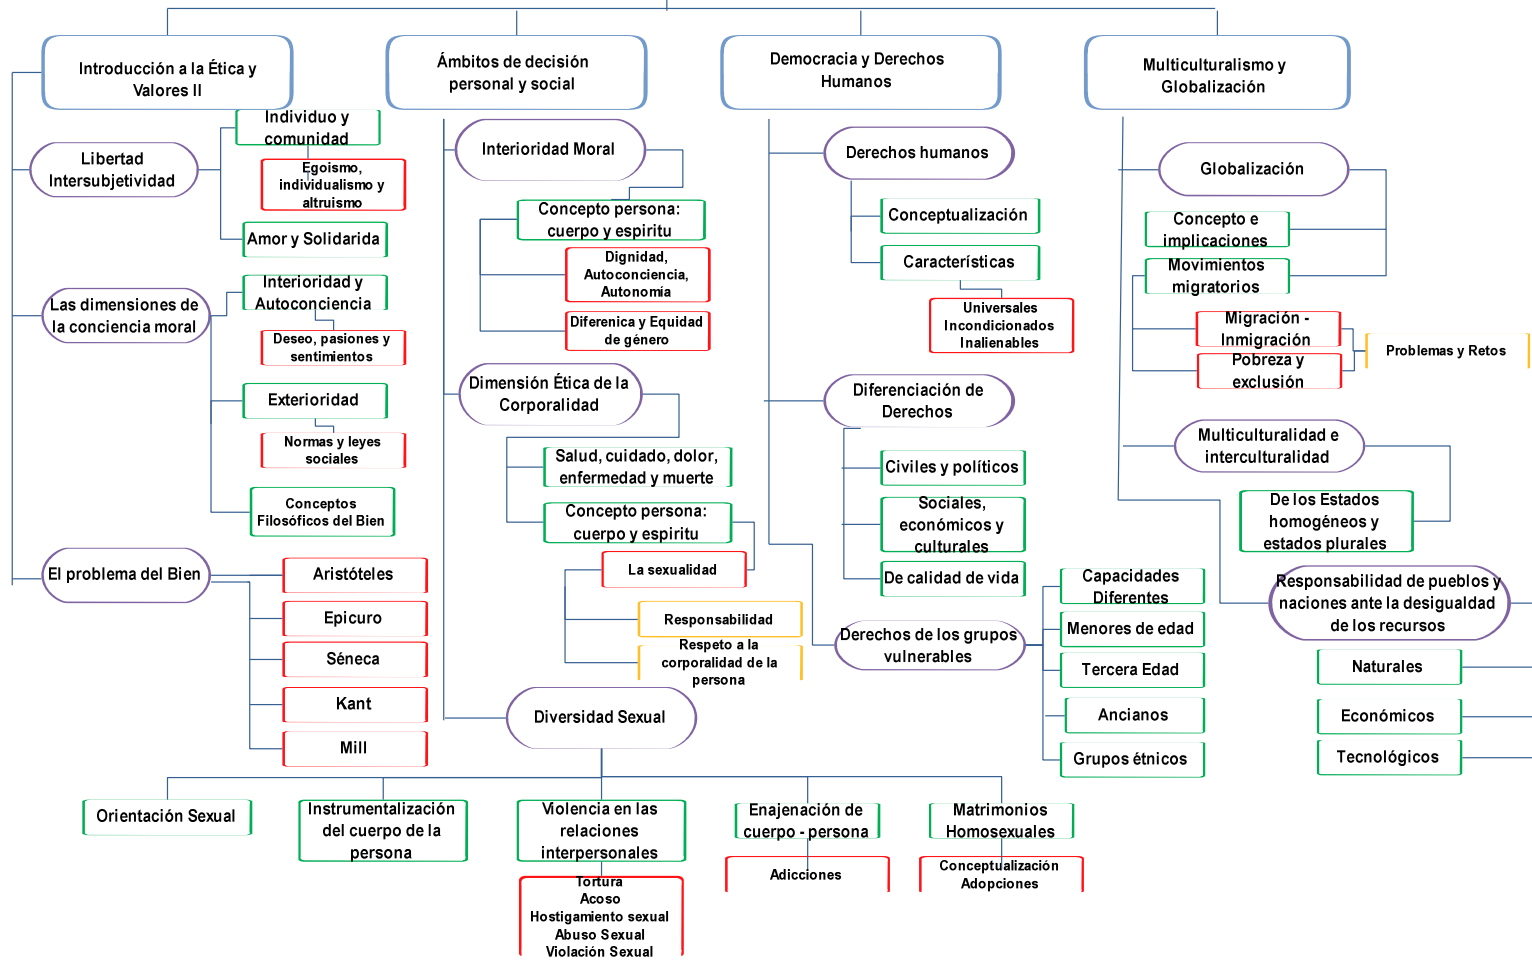 Introducción a la Ética y
Valores II
Individuo y
comunidad
Libertad
Intersubjetividad
Egoismo,
individualismo y
altruismo
Amor y Solidarida
Interioridad y
Autoconciencia
Las dimensiones de
la conciencia moral
Deseo, pasiones y
sentimientos
Exterioridad
Normas y leyes
sociales
Conceptos
Filosóficos del Bien
El problema del Bien
Aristóteles
Epicuro
Séneca
Kant
Mill
Ámbitos de decisión
personal y social
Interioridad Moral
Concepto persona:
cuerpo y espiritu
Dignidad,
Autoconciencia,
Autonomía
Diferenica y Equidad
de género
Dimensión Ética de la
Corporalidad
Salud, cuidado, dolor,
enfermedad y muerte
Concepto persona:
cuerpo y espiritu
La sexualidad
Responsabilidad
Respeto a la
corporalidad de la
persona
Diversidad Sexual
Orientación Sexual
Instrumentalización
del cuerpo de la
persona
Violencia en las
relaciones
interpersonales
Tortura
Acoso
Hostigamiento sexual
Abuso Sexual
Violación Sexual
Enajenación de
cuerpo - persona
Adicciones
Matrimonios
Homosexuales
Conceptualización
Adopciones
Democracia y Derechos
Humanos
Derechos humanos
Conceptualización
Características
Universales
Incondicionados
Inalienables
Diferenciación de
Derechos
Civiles y políticos
Sociales,
económicos y
culturales
De calidad de vida
Derechos de los grupos
vulnerables
Capacidades
Diferentes
Menores de edad
Tercera Edad
Ancianos
Grupos étnicos
Multiculturalismo y
Globalización
Globalización
Concepto e
implicaciones
Movimientos
migratorios
Migración -
Inmigración
Pobreza y
exclusión
Problemas y Retos
Multiculturalidad e
interculturalidad
De los Estados
homogéneos y
estados plurales
Responsabilidad de pueblos y
naciones ante la desigualdad
de los recursos
Naturales
Económicos
Tecnológicos